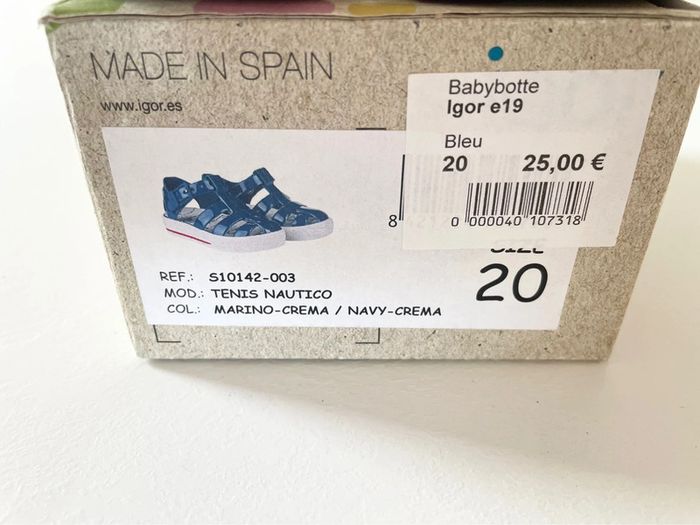 MADE IN SPAIN
www.igor.es
Babybotte
Igor e19
Bleu
20 25,00 €
0 000040 107318
8
SIZE
20
REF.: S10142-003
MOD.: TENIS NAUTICO
COL.: MARINO-CREMA / NAVY-CREMA